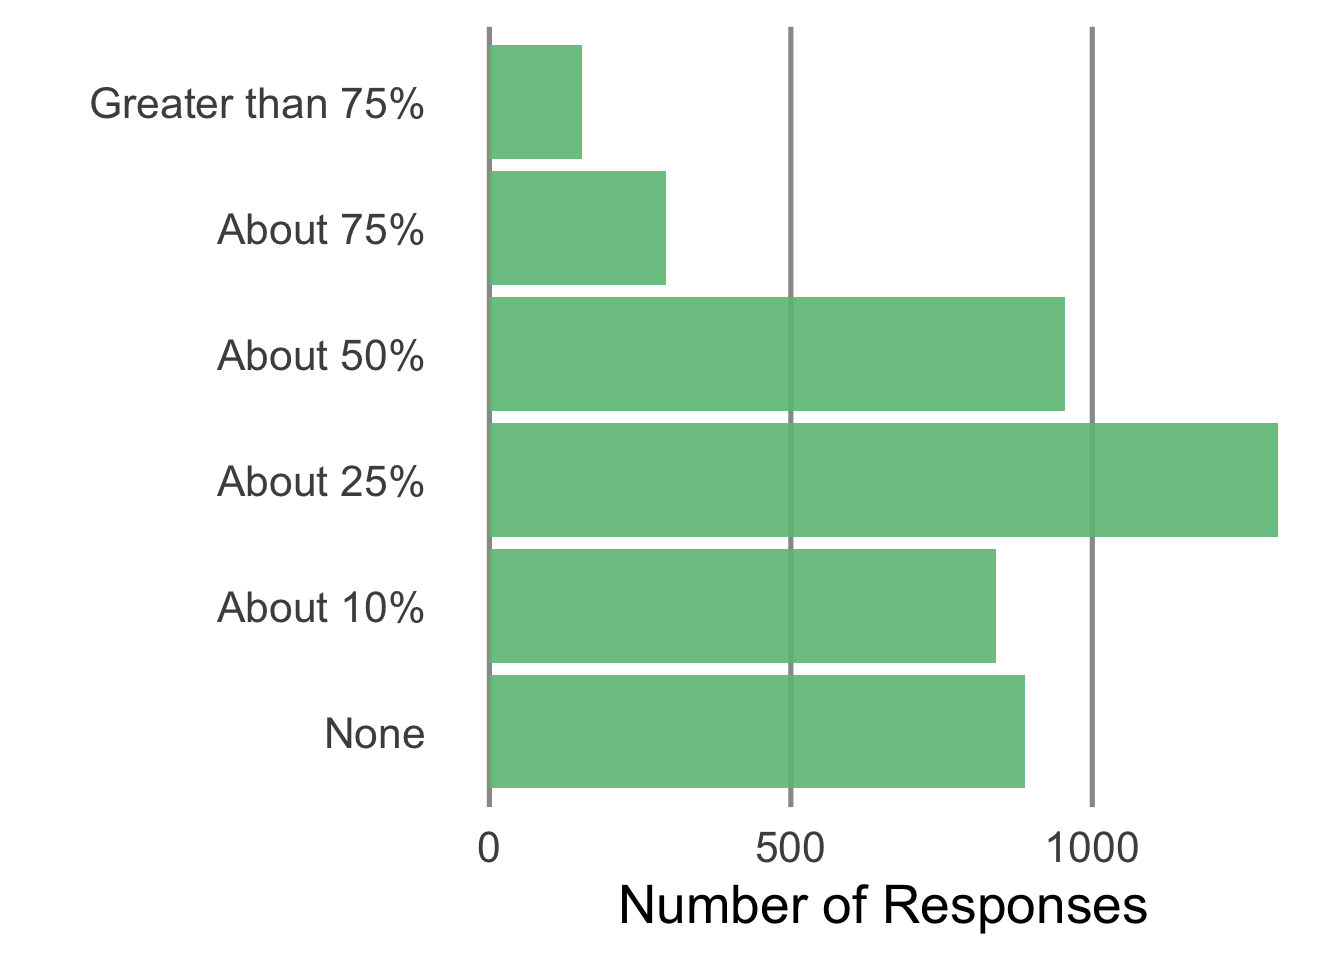 Greater than 75%
About 75%
About 50%
About 25%
About 10%
None
0 500 1000
Number of Responses